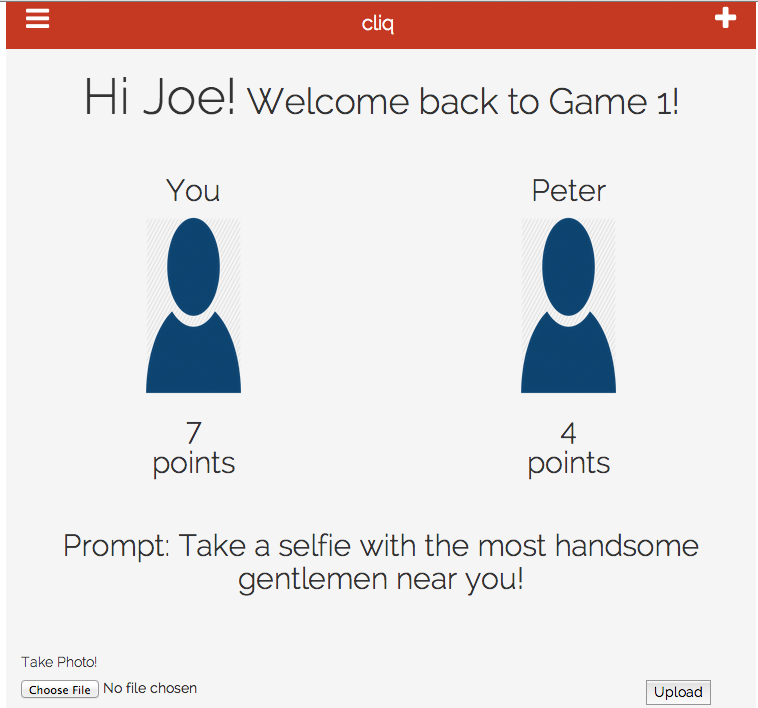 cliq
Hi Joe! Welcome back to Game 1!
You
Peter
7
points
4
points
Prompt: Take a selfie with the most handsome
gentlemen near you!
Take Photo!
Choose File No file chosen
Upload